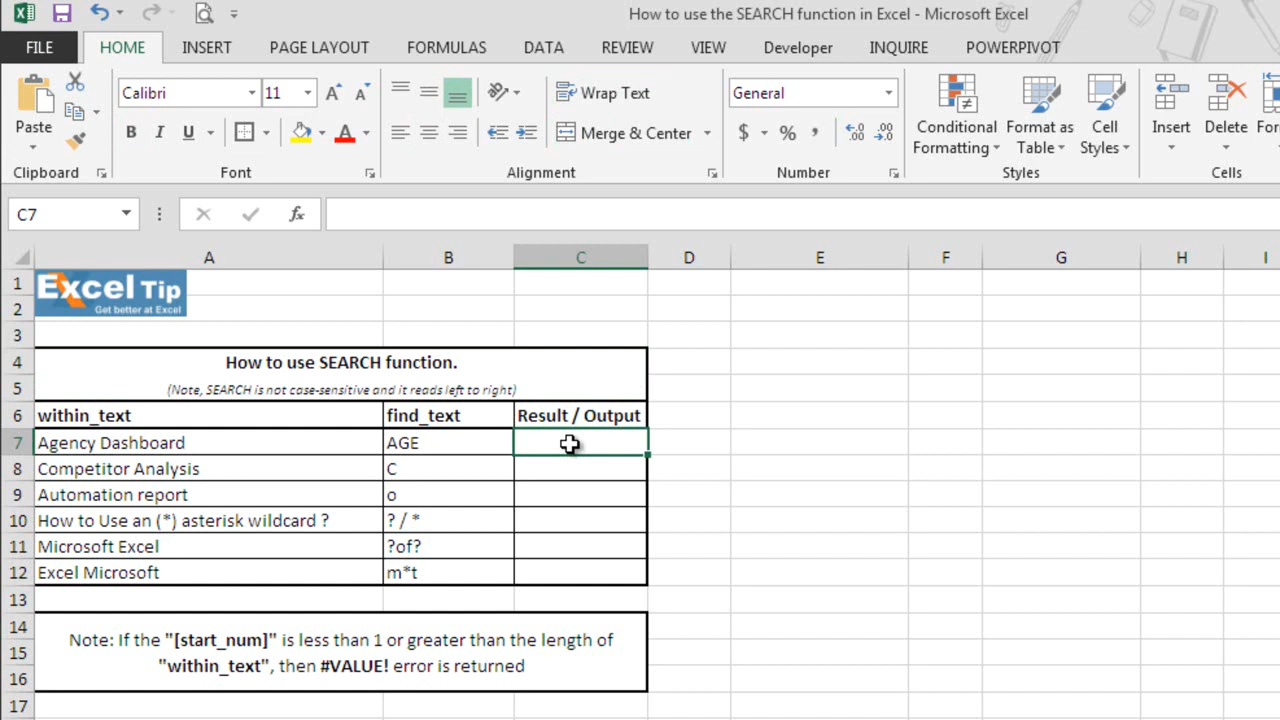 How to use the SEARCH function in Excel - Microsoft Excel
FILE HOME INSERT PAGE LAYOUT FORMULAS DATA REVIEW VIEW Developer INQUIRE POWERPIVOT
Calibri 11 Wrap Text General
Paste B I U A Merge & Center $ % , Conditional Formatting Format as Table Cell Styles Insert Delete
Clipboard Font Alignment Number Styles Cells
C7 fx
A B C D E F G H I
1 Excel Tip
2 Get better at Excel
3
4 How to use SEARCH function.
5 (Note, SEARCH is not case-sensitive and it reads left to right)
6 within_text find_text Result / Output
7 Agency Dashboard AGE
8 Competitor Analysis C
9 Automation report o
10 How to Use an (*) asterisk wildcard ? ? / *
11 Microsoft Excel ?of?
12 Excel Microsoft m*t
13
14 Note: If the "[start_num]" is less than 1 or greater than the length of
15 "within_text", then #VALUE! error is returned
16
17